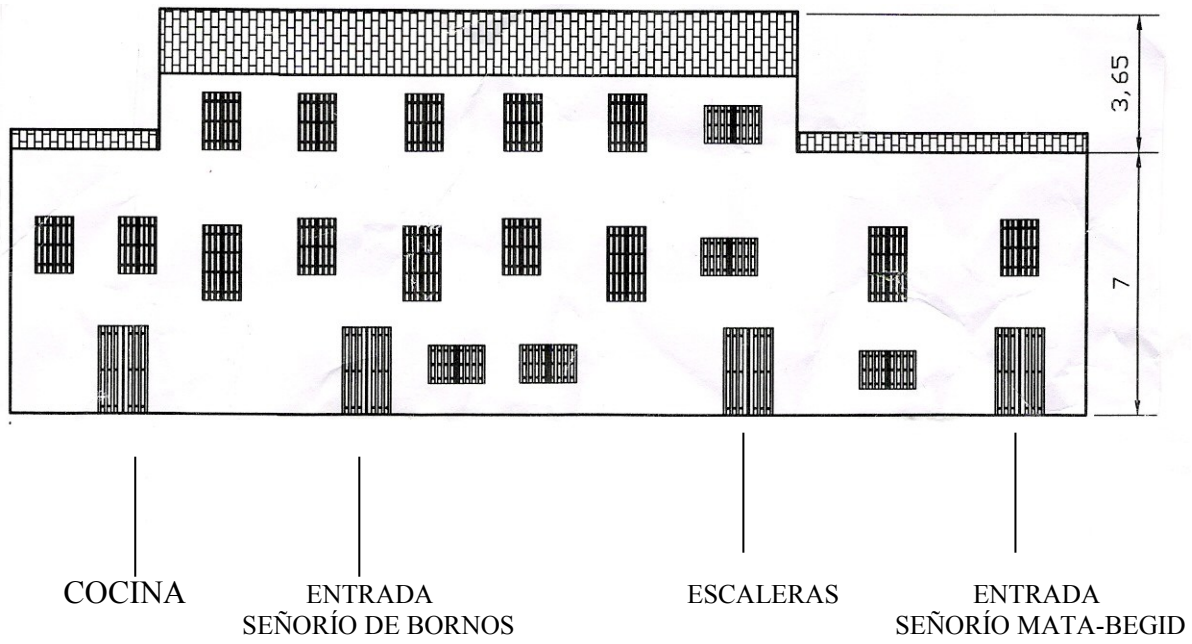 3,65
7
COCINA
ENTRADA
SEÑORÍO DE BORNOS
ESCALERAS
ENTRADA
SEÑORÍO MATA-BEGID